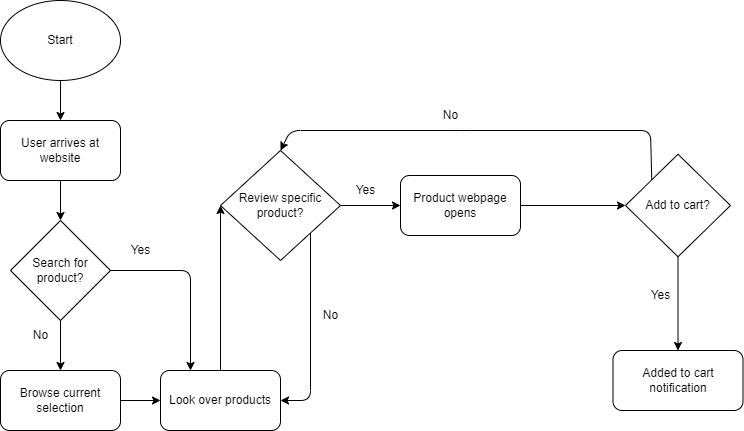 Start
User arrives at
website
Search for
product?
Yes
No
Browse current
selection
Look over products
Review specific
product?
No
Yes
Product webpage
opens
No
Add to cart?
Yes
Added to cart
notification